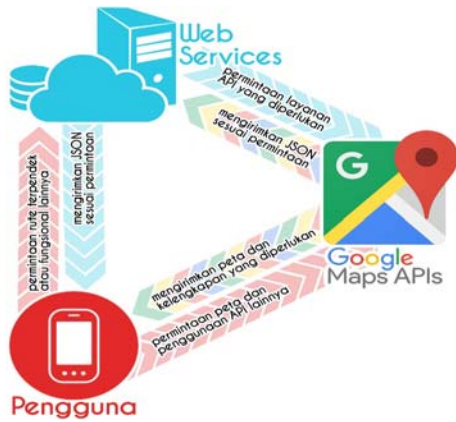 Web
Services
permintaan layanan
API yang diperlukan
mengirimkan JSON
sesuai permintaan
permintaan rute terpendek
atau fungsional lainnya
mengirimkan JSON
sesuai permintaan
G
Google
Maps APIs
mengirimkan peta dan
kelengkapan yang diperlukan
permintaan peta dan
penggunaan API lainnya
Pengguna